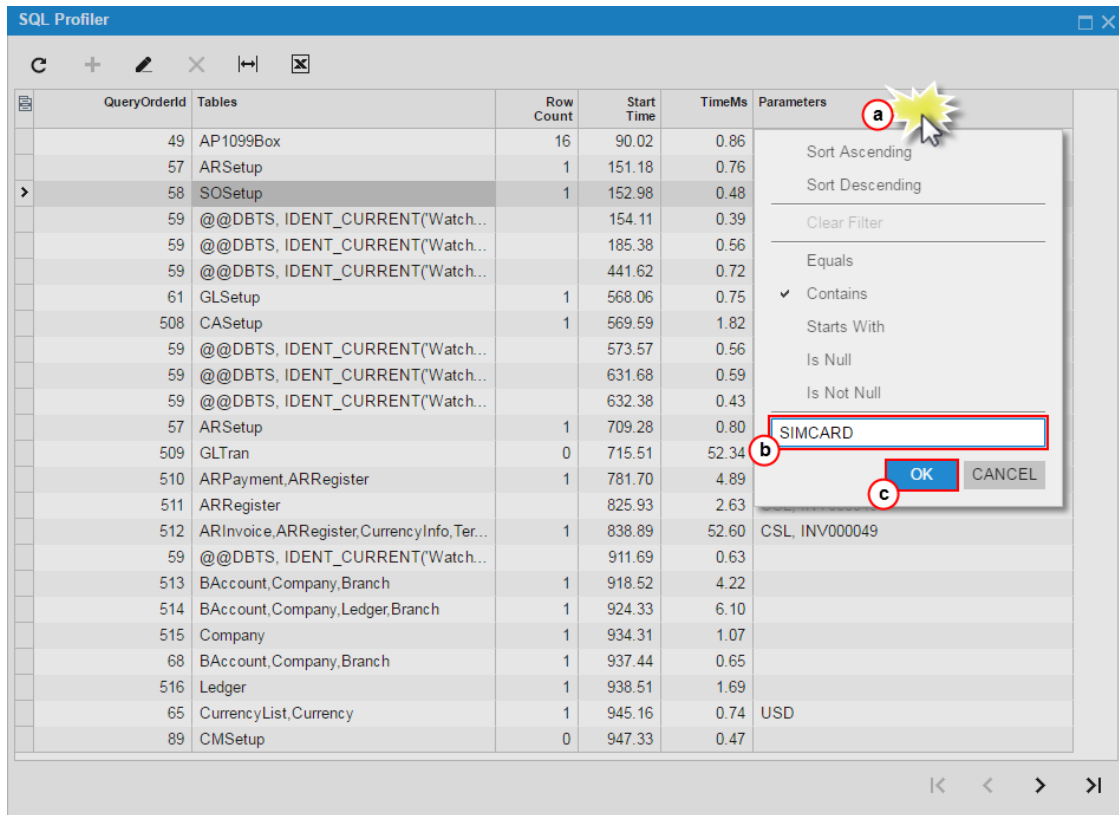 SQL Profiler
QueryOrderId Tables Row Count Start Time TimeMs Parameters
a
49 AP1099Box 16 90.02 0.86
57 ARSetup 1 151.18 0.76
58 SOSetup 1 152.98 0.48
59 @@DBTS, IDENT_CURRENT('Watch... 154.11 0.39
59 @@DBTS, IDENT_CURRENT('Watch... 185.38 0.56
59 @@DBTS, IDENT_CURRENT('Watch... 441.62 0.72
61 GLSetup 1 568.06 0.75
508 CASetup 1 569.59 1.82
59 @@DBTS, IDENT_CURRENT('Watch... 573.57 0.56
59 @@DBTS, IDENT_CURRENT('Watch... 631.68 0.59
59 @@DBTS, IDENT_CURRENT('Watch... 632.38 0.43
57 ARSetup 1 709.28 0.80
509 GLTran 0 715.51 52.34
510 ARPayment,ARRegister 1 781.70 4.89
511 ARRegister 825.93 2.63
512 ARInvoice,ARRegister,CurrencyInfo,Ter... 1 838.89 52.60 CSL, INV000049
59 @@DBTS, IDENT_CURRENT('Watch... 911.69 0.63
513 BAccount,Company,Branch 1 918.52 4.22
514 BAccount,Company,Ledger,Branch 1 924.33 6.10
515 Company 1 934.31 1.07
68 BAccount,Company,Branch 1 937.44 0.65
516 Ledger 1 938.51 1.69
65 CurrencyList,Currency 1 945.16 0.74 USD
89 CMSetup 0 947.33 0.47
Sort Ascending
Sort Descending
Clear Filter
Equals
Contains
Starts With
Is Null
Is Not Null
SIMCARD
b
OK CANCEL
c